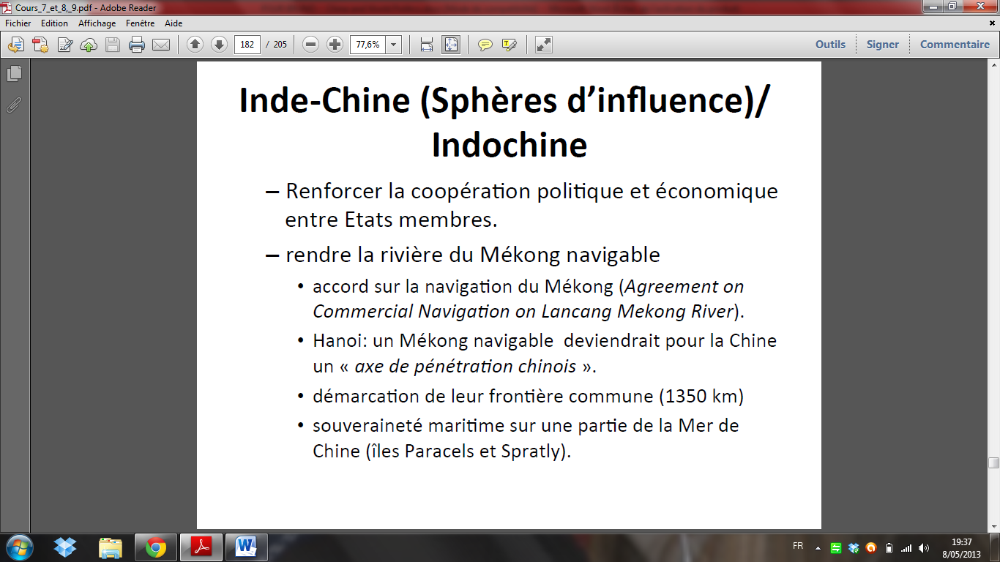 Cours_7_et_8,_9.pdf - Adobe Reader
Fichier Edition Affichage Fenêtre Aide
182 / 205 77,6% Outils Signer Commentaire
Inde-Chine (Sphères d’influence)/
Indochine
– Renforcer la coopération politique et économique
entre Etats membres.
– rendre la rivière du Mékong navigable
• accord sur la navigation du Mékong (Agreement on
Commercial Navigation on Lancang Mekong River).
• Hanoi: un Mékong navigable deviendrait pour la Chine
un « axe de pénétration chinois ».
• démarcation de leur frontière commune (1350 km)
• souveraineté maritime sur une partie de la Mer de
Chine (îles Paracels et Spratly).
FR
19:37
8/05/2013